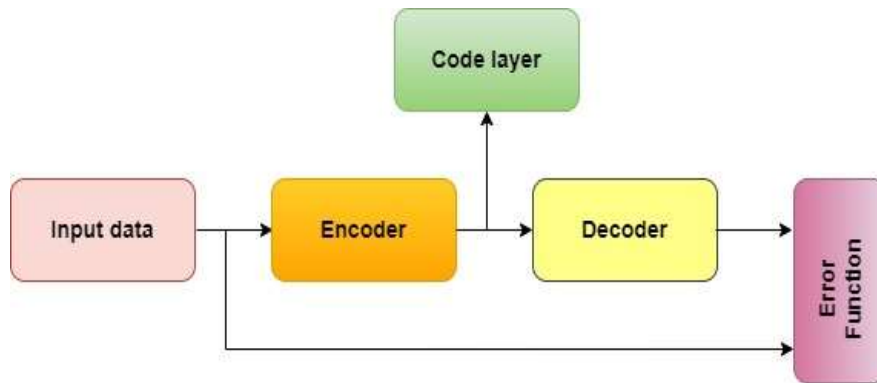 Code layer
Input data
Encoder
Decoder
Error
Function